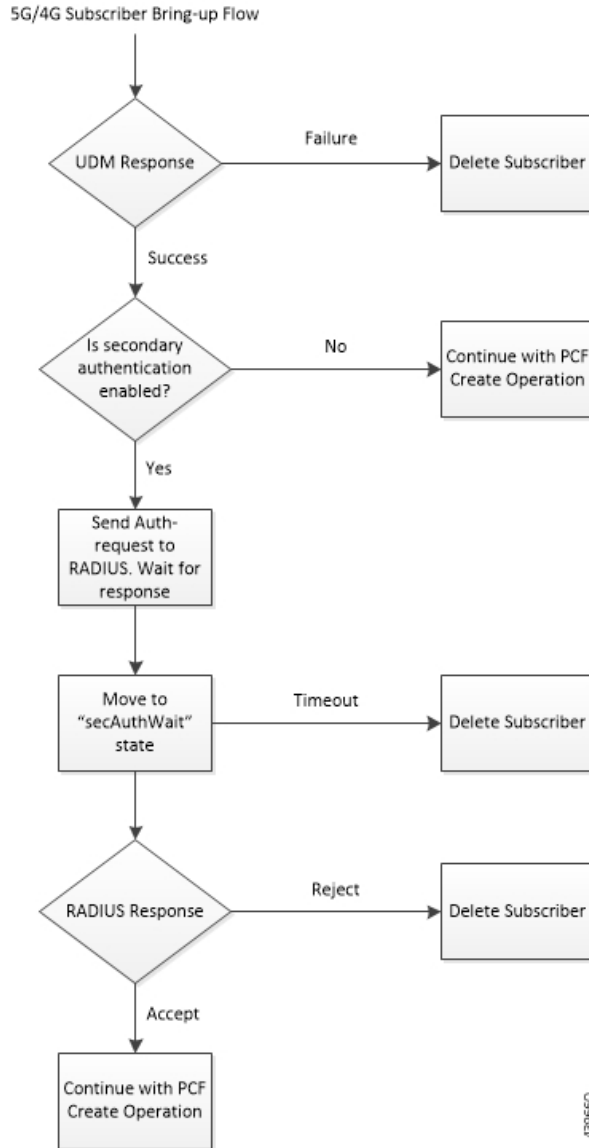 5G/4G Subscriber Bring-up Flow
UDM Response
Failure
Delete Subscriber
Success
Is secondary
authentication
enabled?
No
Continue with PCF
Create Operation
Yes
Send Auth-
request to
RADIUS. Wait for
response
Move to
“secAuthWait”
state
Timeout
Delete Subscriber
RADIUS Response
Reject
Delete Subscriber
Accept
Continue with PCF
Create Operation